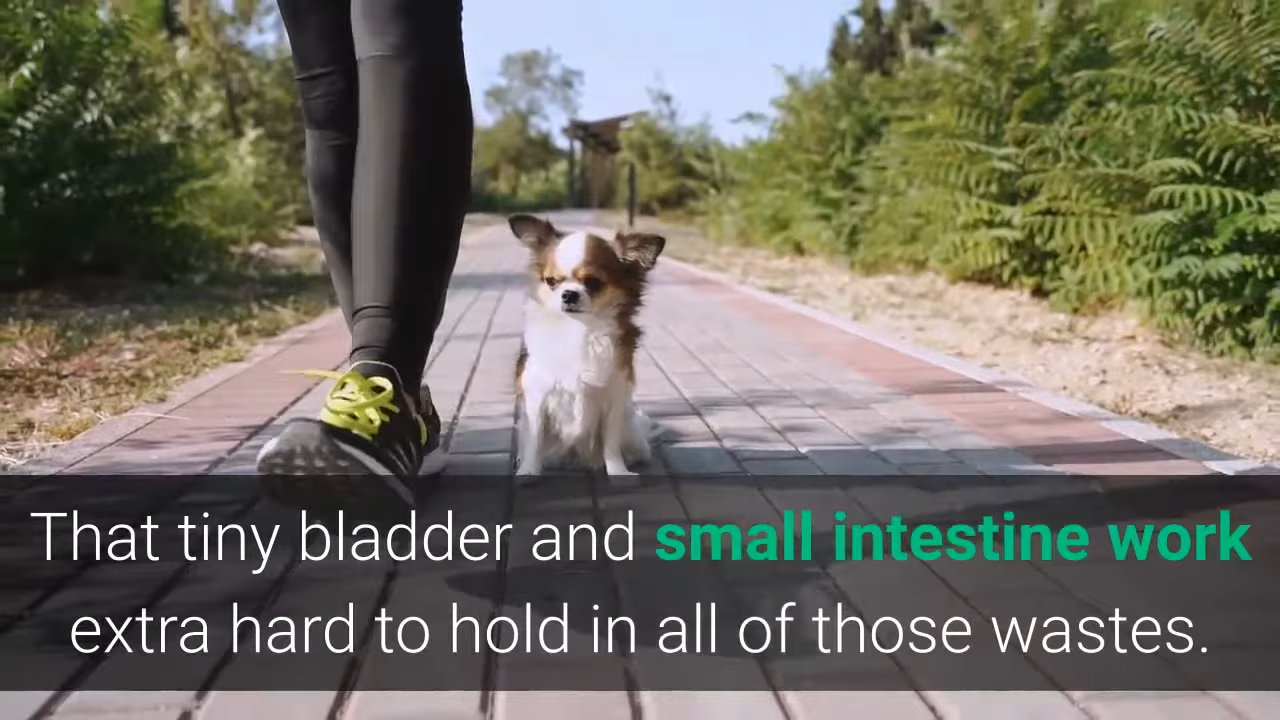 That tiny bladder and small intestine work
extra hard to hold in all of those wastes.